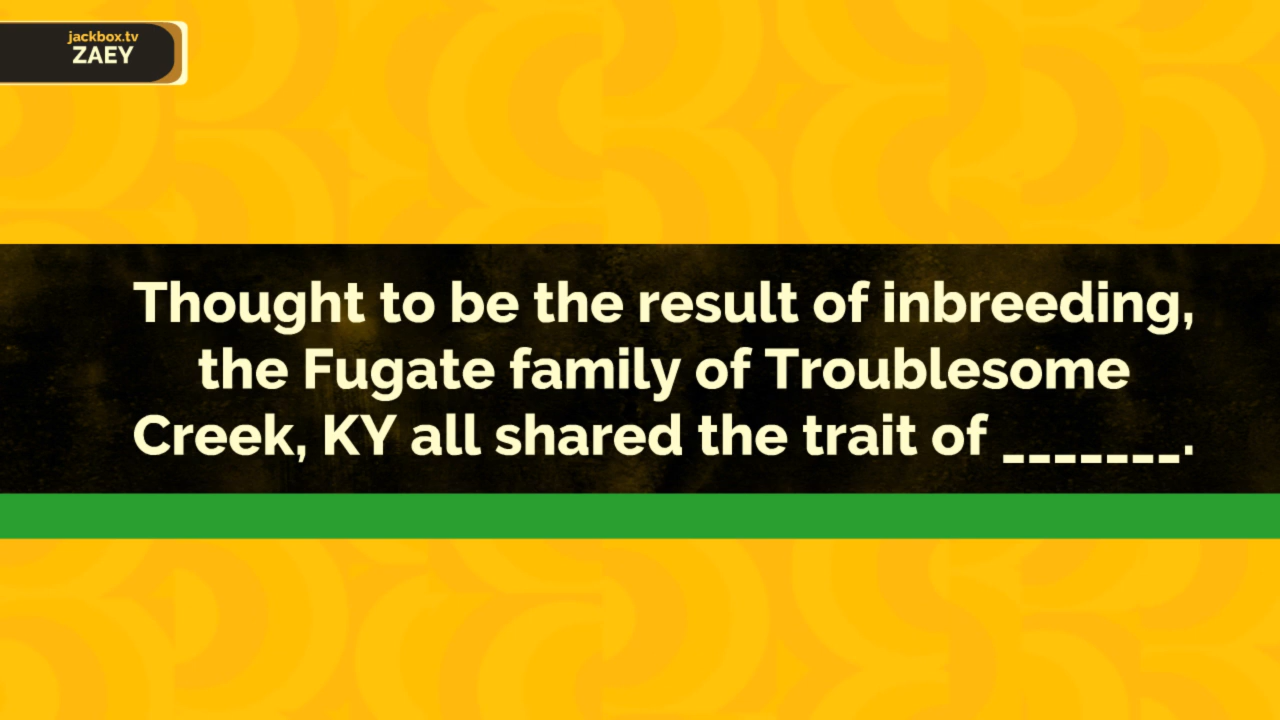 jackbox.tv
ZAEY
Thought to be the result of inbreeding,
the Fugate family of Troublesome
Creek, KY all shared the trait of _______.